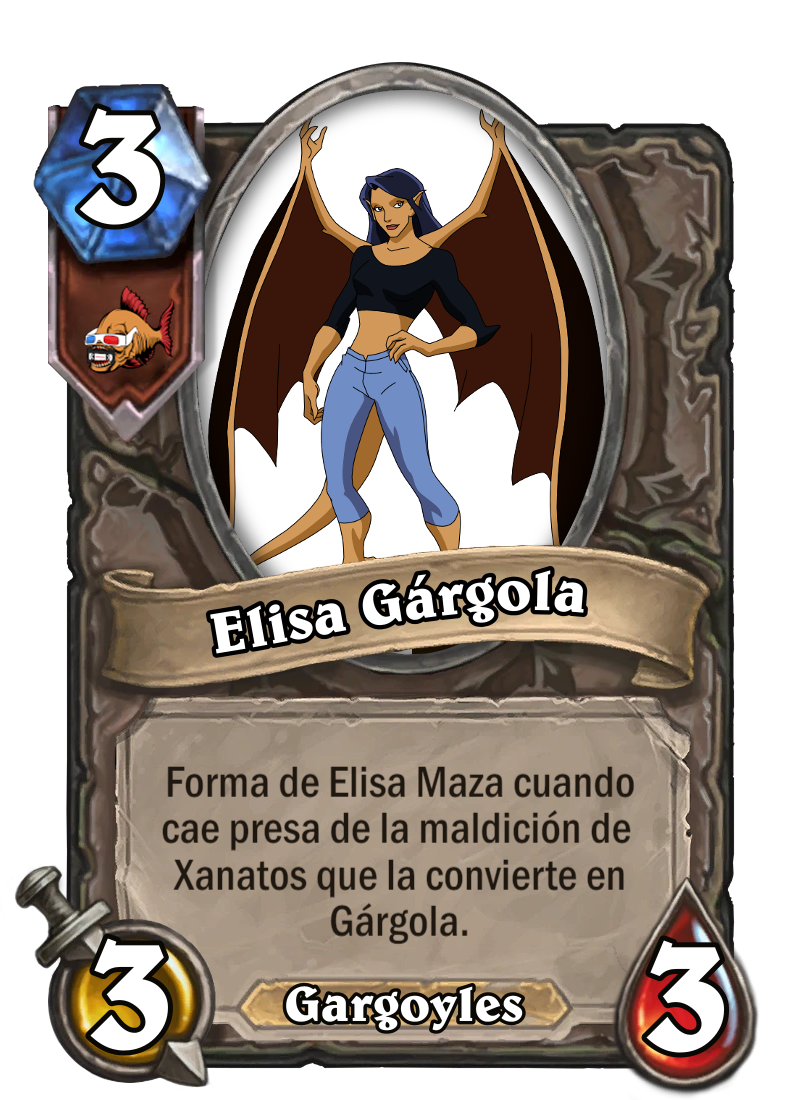 3
Elisa Gárgola
Forma de Elisa Maza cuando
cae presa de la maldición de
Xanatos que la convierte en
Gárgola.
3
Gargoyles
3